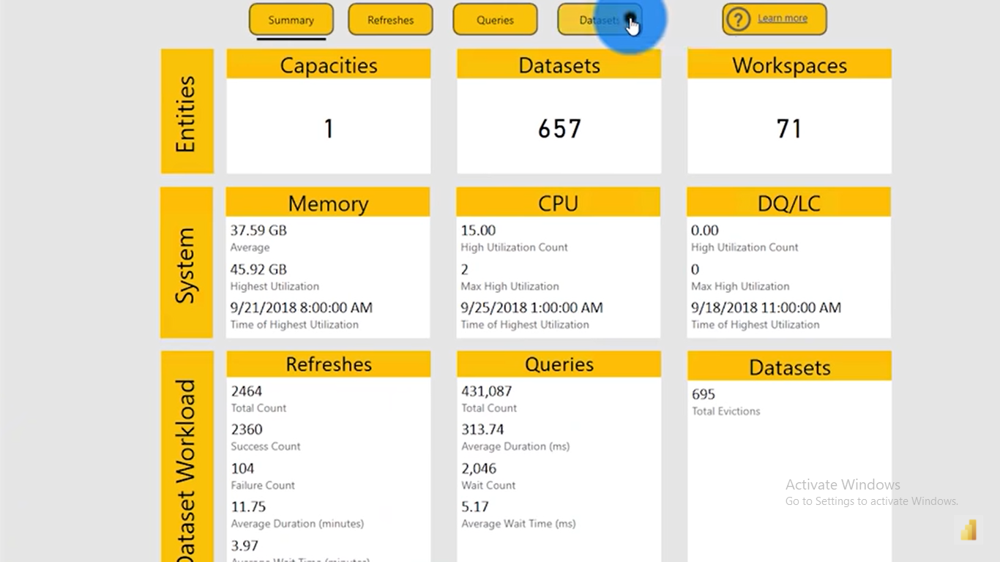 Summary
Refreshes
Queries
Datasets
?
Learn more
Entities
Capacities
1
Datasets
657
Workspaces
71
System
Memory
37.59 GB
Average
45.92 GB
Highest Utilization
9/21/2018 8:00:00 AM
Time of Highest Utilization
CPU
15.00
High Utilization Count
2
Max High Utilization
9/25/2018 1:00:00 AM
Time of Highest Utilization
DQ/LC
0.00
High Utilization Count
0
Max High Utilization
9/18/2018 11:00:00 AM
Time of Highest Utilization
Dataset Workload
Refreshes
2464
Total Count
2360
Success Count
104
Failure Count
11.75
Average Duration (minutes)
3.97
Average Wait Time (minutes)
Queries
431,087
Total Count
313.74
Average Duration (ms)
2,046
Wait Count
5.17
Average Wait Time (ms)
Datasets
695
Total Evictions
Activate Windows
Go to Settings to activate Windows.